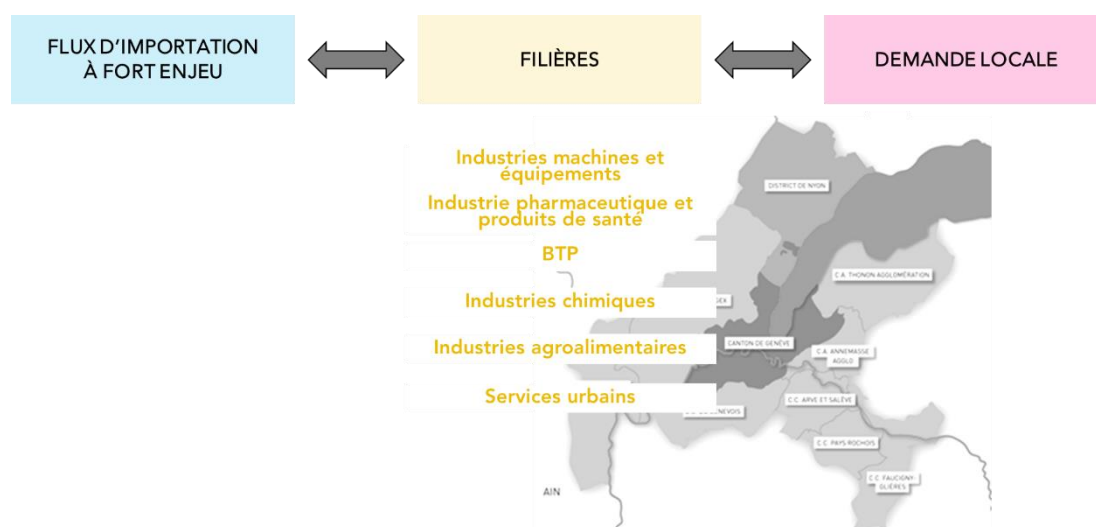 FLUX D'IMPORTATION
À FORT ENJEU
FILIÈRES
DEMANDE LOCALE
Industries machines et
équipements
Industrie pharmaceutique et
produits de santé
BTP
Industries chimiques
Industries agroalimentaires
Services urbains
DISTRICT DE NYON
C.A. THONON AGGLOMÉRATION
GEX
CANTON DE GENÈVE
C.A. ANNEMASSE
AGGLO
C.C. ARVE ET SALÈVE
GENEVOIS
C.C. PAYS ROCHOIS
C.C. FAUCIGNY-
GLIÈRES
AIN